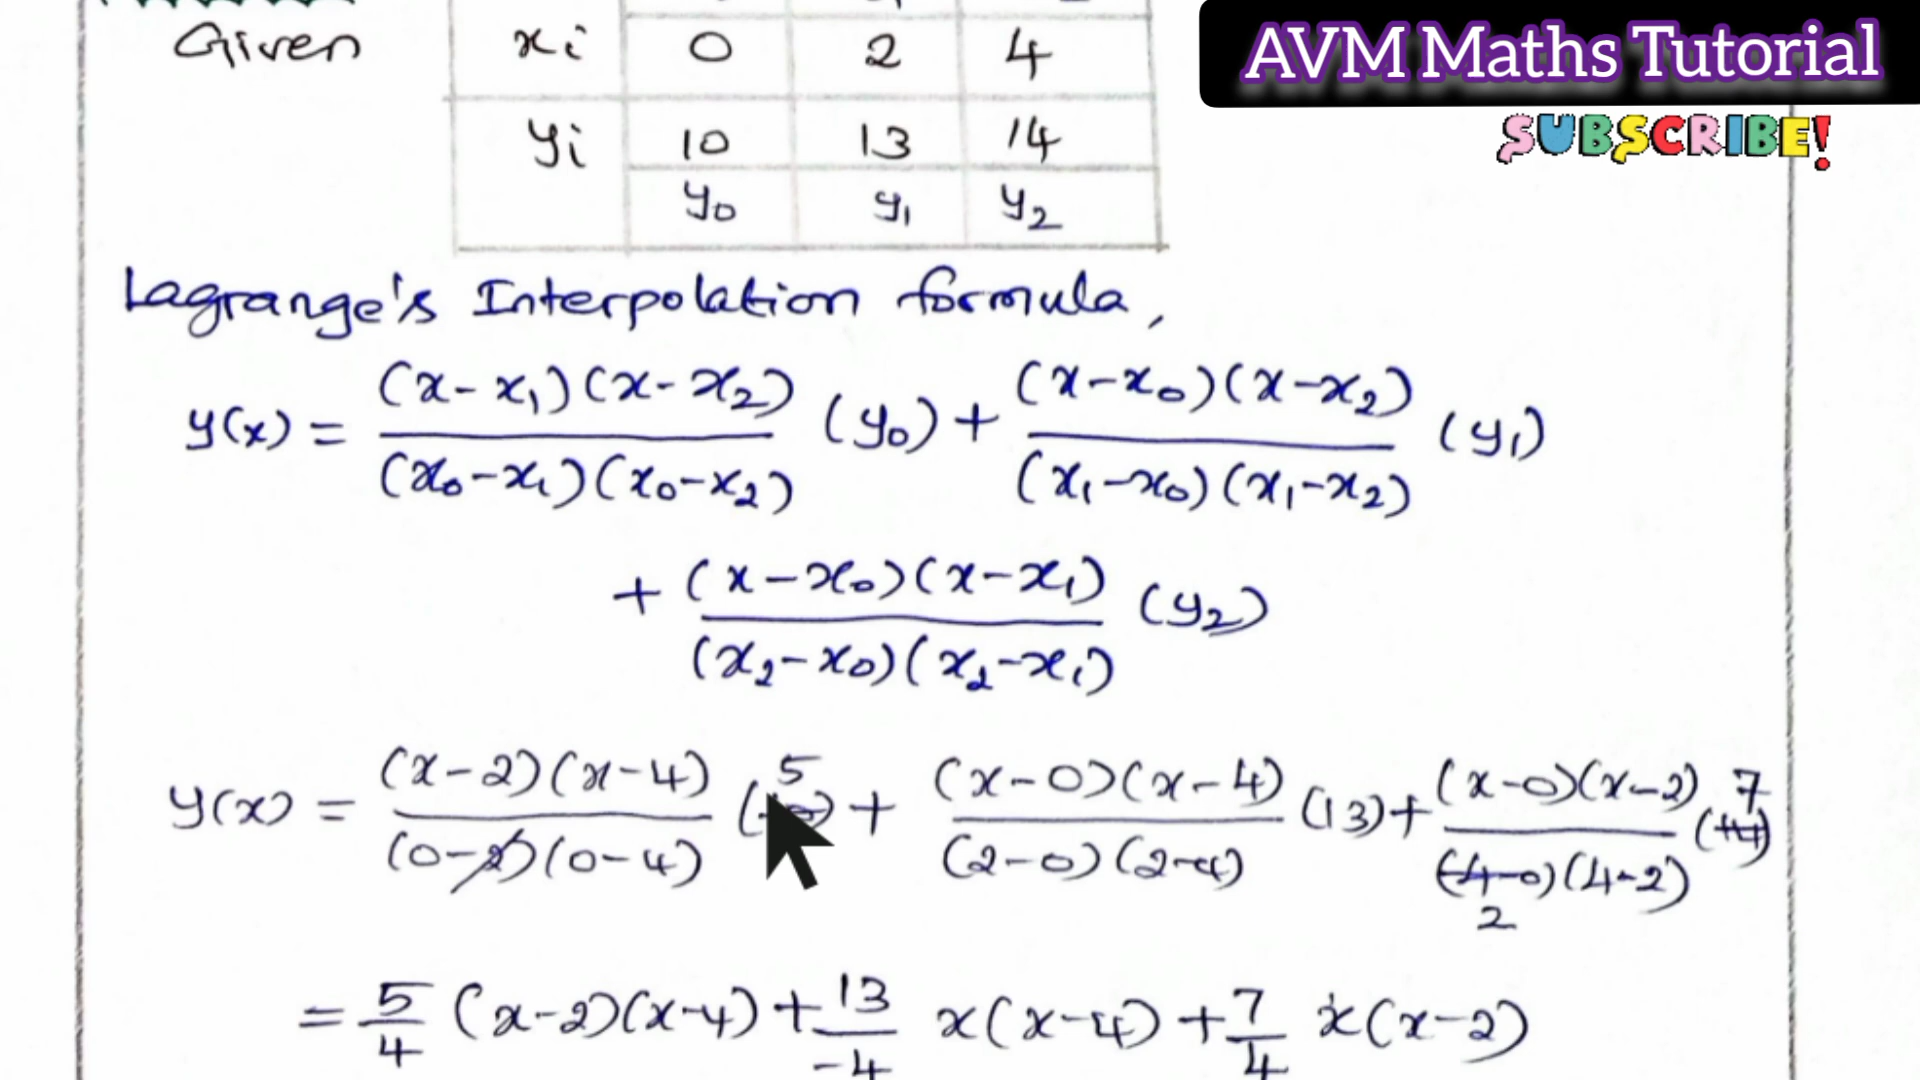 AVM Maths Tutorial
SUBSCRIBE!
Given xi 0 2 4
yi 10 13 14
y0 y1 y2
Lagrange's Interpolation formula,
y(x) = (x-x1)(x-x2) / (x0-x1)(x0-x2) (y0) + (x-x0)(x-x2) / (x1-x0)(x1-x2) (y1)
+ (x-x0)(x-x1) / (x2-x0)(x2-x1) (y2)
y(x) = (x-2)(x-4) / (0-2)(0-4) (10) 5 + (x-0)(x-4) / (2-0)(2-4) (13) + (x-0)(x-2) / (4-0)(4-2) (14) 7
2
= 5/4 (x-2)(x-4) + 13/-4 x(x-4) + 7/4 x(x-2)